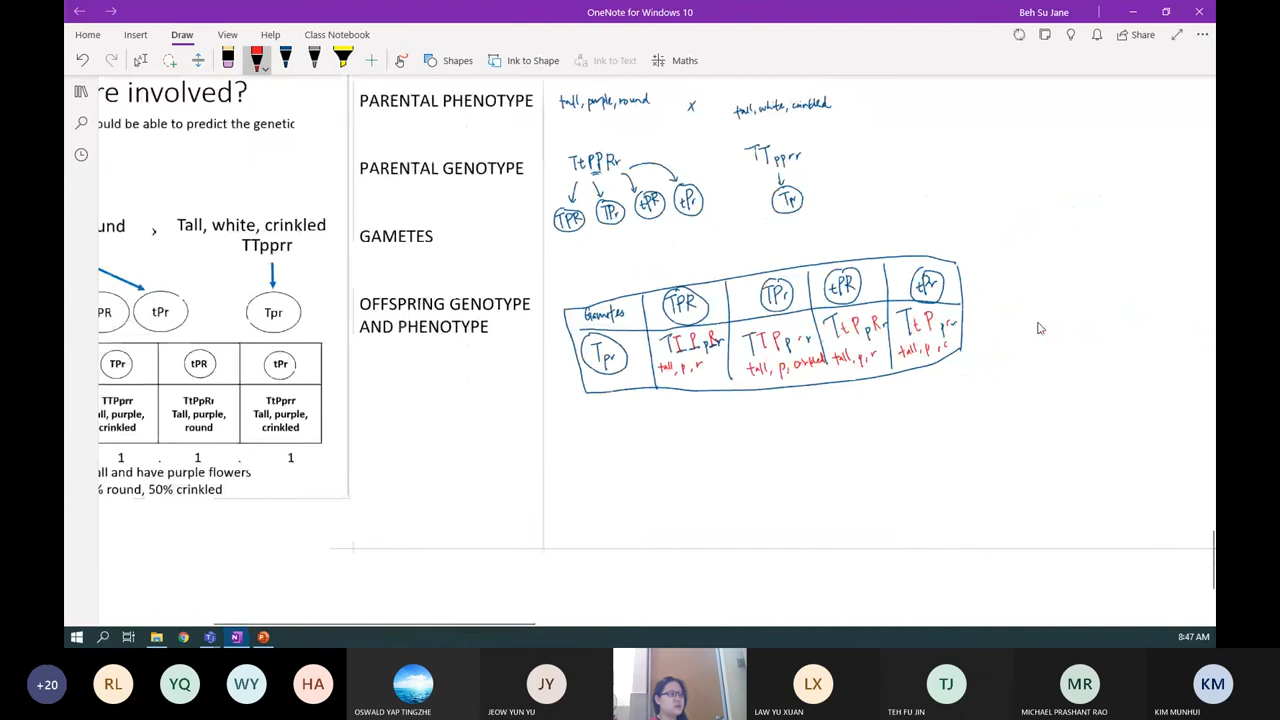 OneNote for Windows 10
Beh Su Jane
Home Insert Draw View Help Class Notebook
Share
Shapes Ink to Shape Ink to Text Maths
re involved?
ould be able to predict the genetic
und x Tall, white, crinkled
TTpprr
PR tPr Tpr
TPr tPR tPr
TTPprr TtPpRr TtPprr
ll, purple, Tall, purple, Tall, purple,
crinkled round crinkled
1 . 1 . 1
all and have purple flowers
% round, 50% crinkled
PARENTAL PHENOTYPE
tall, purple, round x tall, white, crinkled
PARENTAL GENOTYPE
TtPPRr TTpprr
GAMETES
TPR TPr tPR tPr Tpr
OFFSPRING GENOTYPE
AND PHENOTYPE
Gametes TPR TPr tPR tPr
Tpr TTPpRr TTPprr TtPpRr TtPprr
tall, p, r tall, p, crinkled tall, p, r tall, p, c
8:47 AM
+20 RL YQ WY HA JY LX TJ MR KM
OSWALD YAP TINGZHE JEOW YUN YU LAW YU XUAN TEH FU JIN MICHAEL PRASHANT RAO KIM MUNHUI